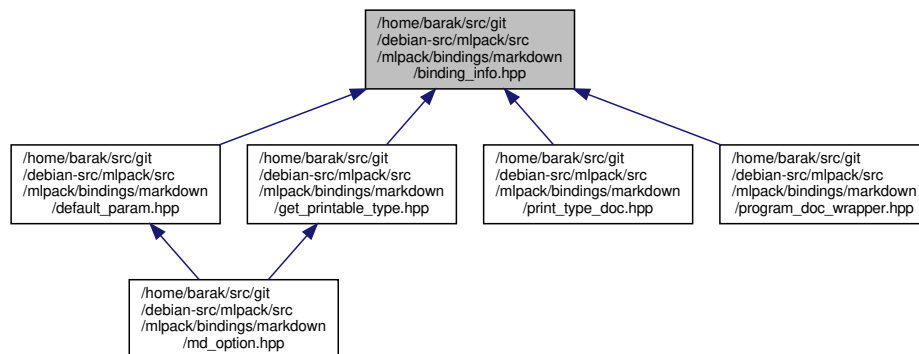 /home/barak/src/git
/debian-src/mlpack/src
/mlpack/bindings/markdown
/binding_info.hpp
/home/barak/src/git
/debian-src/mlpack/src
/mlpack/bindings/markdown
/default_param.hpp
/home/barak/src/git
/debian-src/mlpack/src
/mlpack/bindings/markdown
/get_printable_type.hpp
/home/barak/src/git
/debian-src/mlpack/src
/mlpack/bindings/markdown
/print_type_doc.hpp
/home/barak/src/git
/debian-src/mlpack/src
/mlpack/bindings/markdown
/program_doc_wrapper.hpp
/home/barak/src/git
/debian-src/mlpack/src
/mlpack/bindings/markdown
/md_option.hpp